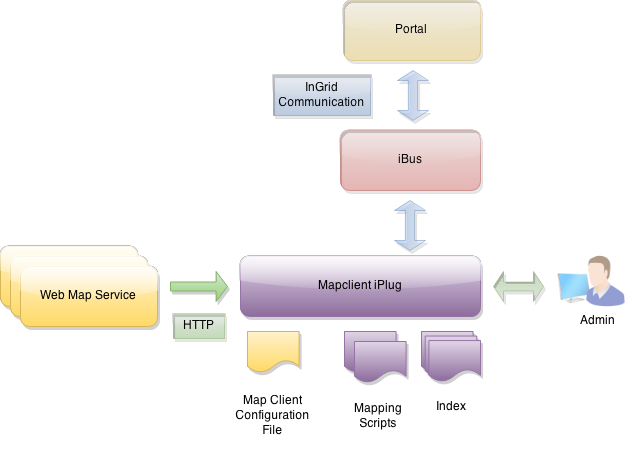 Portal
InGrid
Communication
iBus
Web Map Service
Mapclient iPlug
HTTP
Admin
Map Client
Configuration
File
Mapping
Scripts
Index